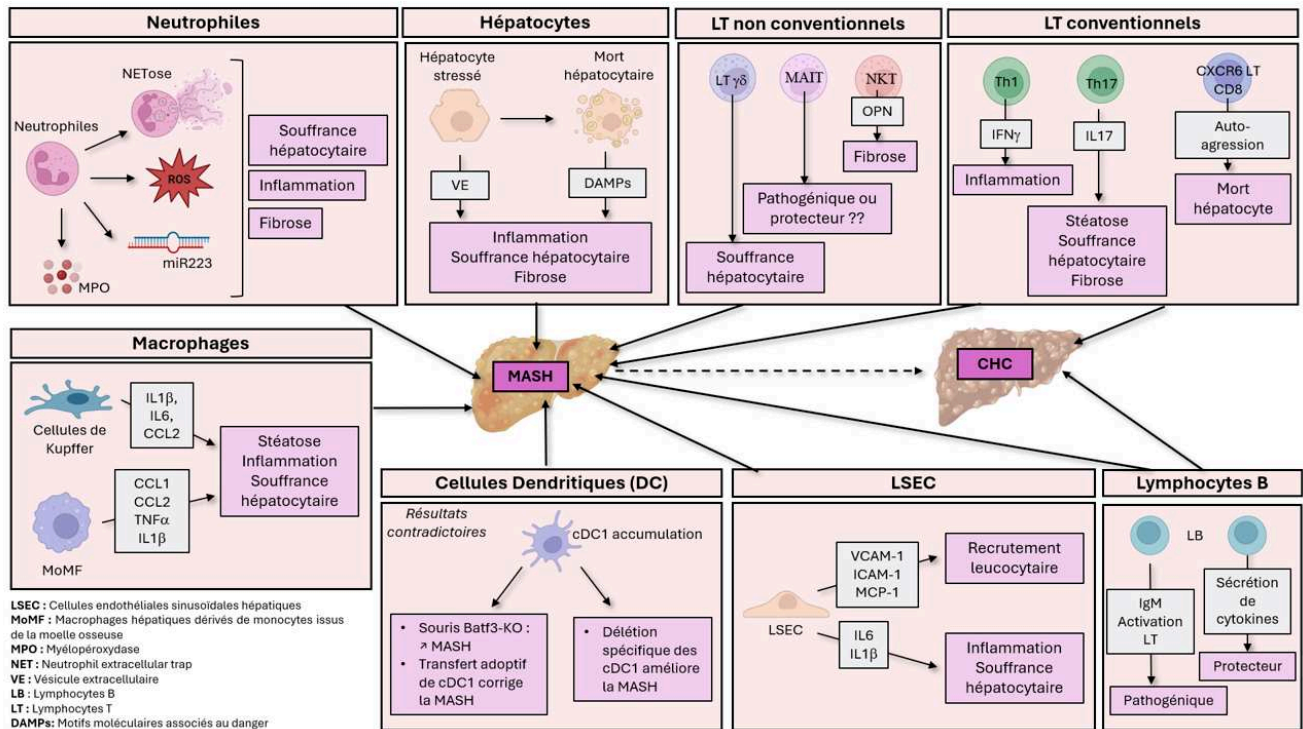 Neutrophiles
NETose
Neutrophiles
ROS
miR223
MPO
Souffrance
hépatocytaire
Inflammation
Fibrose
Hépatocytes
Hépatocyte
stressé
Mort
hépatocytaire
VE
DAMPs
Inflammation
Souffrance hépatocytaire
Fibrose
LT non conventionnels
LT γδ
MAIT
NKT
OPN
Fibrose
Pathogénique ou
protecteur ??
Souffrance
hépatocytaire
LT conventionnels
Th1
Th17
CXCR6 LT
CD8
IFNγ
IL17
Auto-
agression
Inflammation
Mort
hépatocyte
Stéatose
Souffrance
hépatocytaire
Fibrose
Macrophages
Cellules de
Kupffer
IL1β,
IL6,
CCL2
MoMF
CCL1
CCL2
TNFα
IL1β
Stéatose
Inflammation
Souffrance
hépatocytaire
MASH
CHC
Cellules Dendritiques (DC)
Résultats
contradictoires
cDC1 accumulation
• Souris Batf3-KO :
↗ MASH
• Transfert adoptif
de cDC1 corrige
la MASH
• Délétion
spécifique des
cDC1 améliore
la MASH
LSEC
LSEC
VCAM-1
ICAM-1
MCP-1
Recrutement
leucocytaire
IL6
IL1β
Inflammation
Souffrance
hépatocytaire
Lymphocytes B
LB
IgM
Activation
LT
Sécrétion
de
cytokines
Protecteur
Pathogénique
LSEC : Cellules endothéliales sinusoïdales hépatiques
MoMF : Macrophages hépatiques dérivés de monocytes issus
de la moelle osseuse
MPO : Myélopéroxydase
NET : Neutrophil extracellular trap
VE : Vésicule extracellulaire
LB : Lymphocytes B
LT : Lymphocytes T
DAMPs: Motifs moléculaires associés au danger